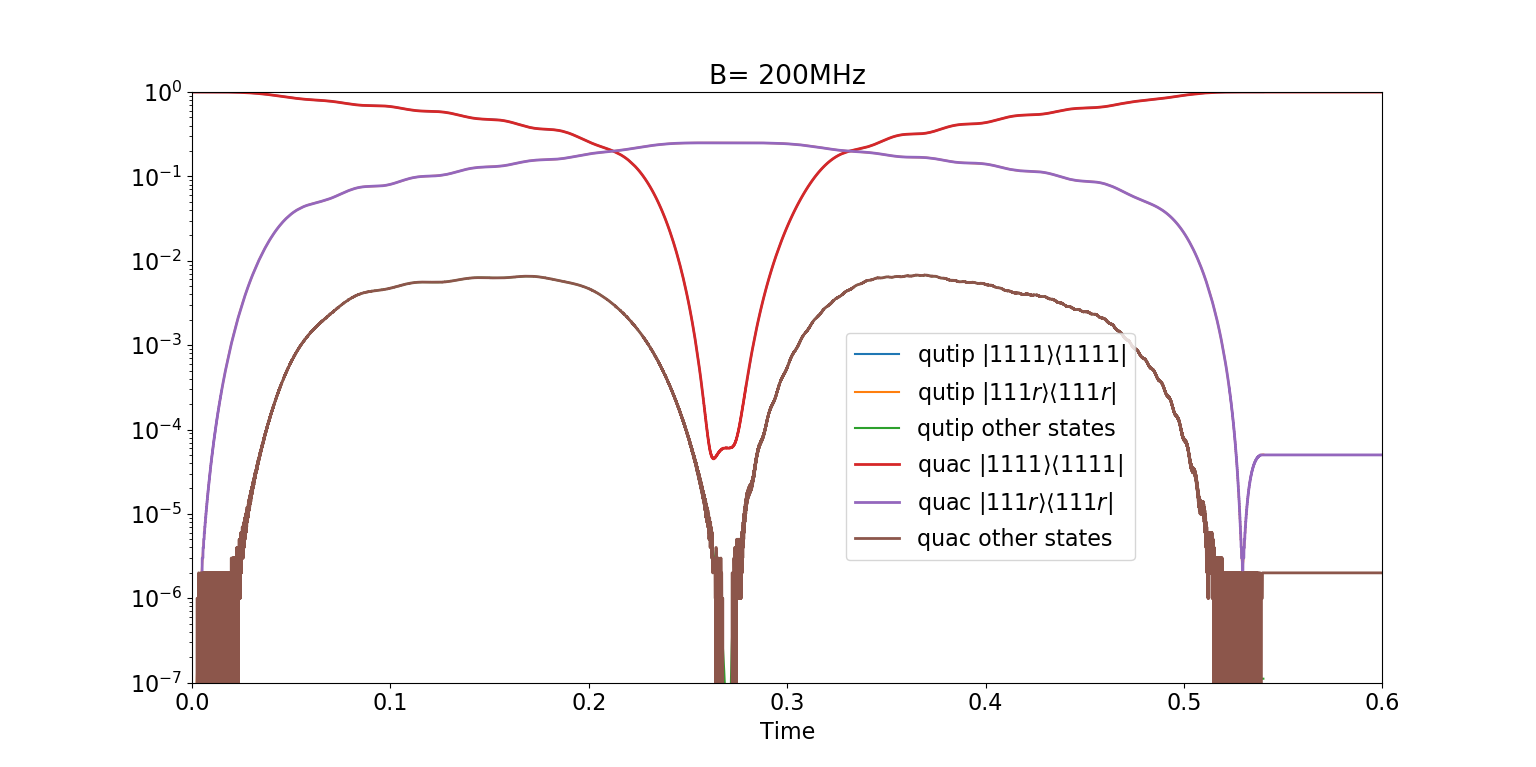 B= 200MHz
10⁰
10⁻¹
10⁻²
10⁻³
10⁻⁴
10⁻⁵
10⁻⁶
10⁻⁷
qutip |1111⟩⟨1111|
qutip |111r⟩⟨111r|
qutip other states
quac |1111⟩⟨1111|
quac |111r⟩⟨111r|
quac other states
0.0 0.1 0.2 0.3 0.4 0.5 0.6
Time